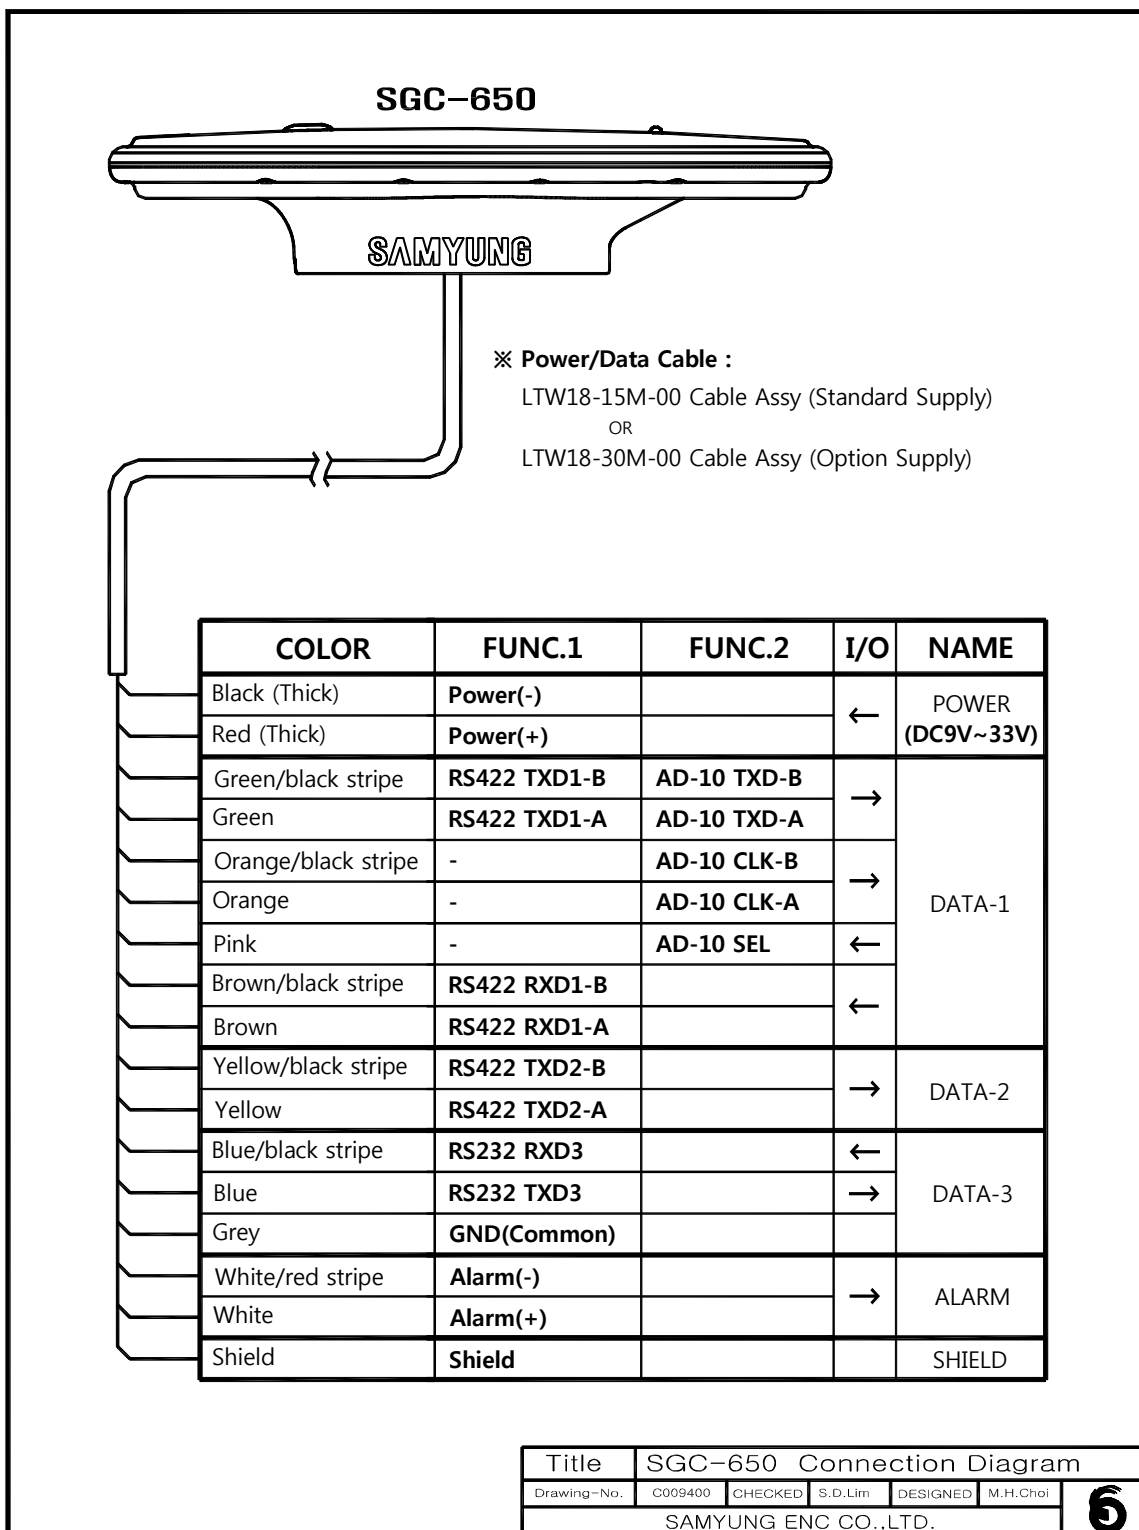 SGC-650
SAMYUNG
※ Power/Data Cable :
LTW18-15M-00 Cable Assy (Standard Supply)
OR
LTW18-30M-00 Cable Assy (Option Supply)
COLOR FUNC.1 FUNC.2 I/O NAME
Black (Thick) Power(-) ← POWER (DC9V~33V)
Red (Thick) Power(+)
Green/black stripe RS422 TXD1-B AD-10 TXD-B → DATA-1
Green RS422 TXD1-A AD-10 TXD-A
Orange/black stripe - AD-10 CLK-B →
Orange - AD-10 CLK-A
Pink - AD-10 SEL ←
Brown/black stripe RS422 RXD1-B ←
Brown RS422 RXD1-A
Yellow/black stripe RS422 TXD2-B → DATA-2
Yellow RS422 TXD2-A
Blue/black stripe RS232 RXD3 ← DATA-3
Blue RS232 TXD3 →
Grey GND(Common)
White/red stripe Alarm(-) → ALARM
White Alarm(+)
Shield Shield SHIELD
Title SGC-650 Connection Diagram
Drawing-No. C009400 CHECKED S.D.Lim DESIGNED M.H.Choi
SAMYUNG ENC CO.,LTD.